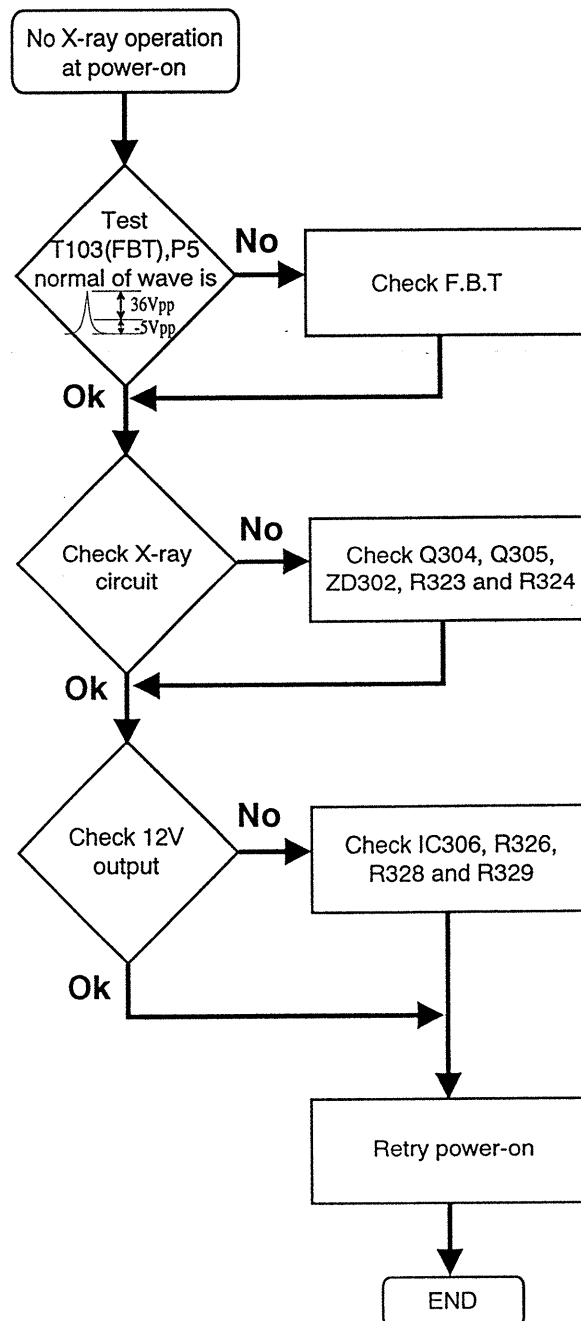 No X-ray operation
at power-on
Test
T103(FBT),P5
normal of wave is
36Vpp
-5Vpp
No
Check F.B.T
Ok
Check X-ray
circuit
No
Check Q304, Q305,
ZD302, R323 and R324
Ok
Check 12V
output
No
Check IC306, R326,
R328 and R329
Ok
Retry power-on
END